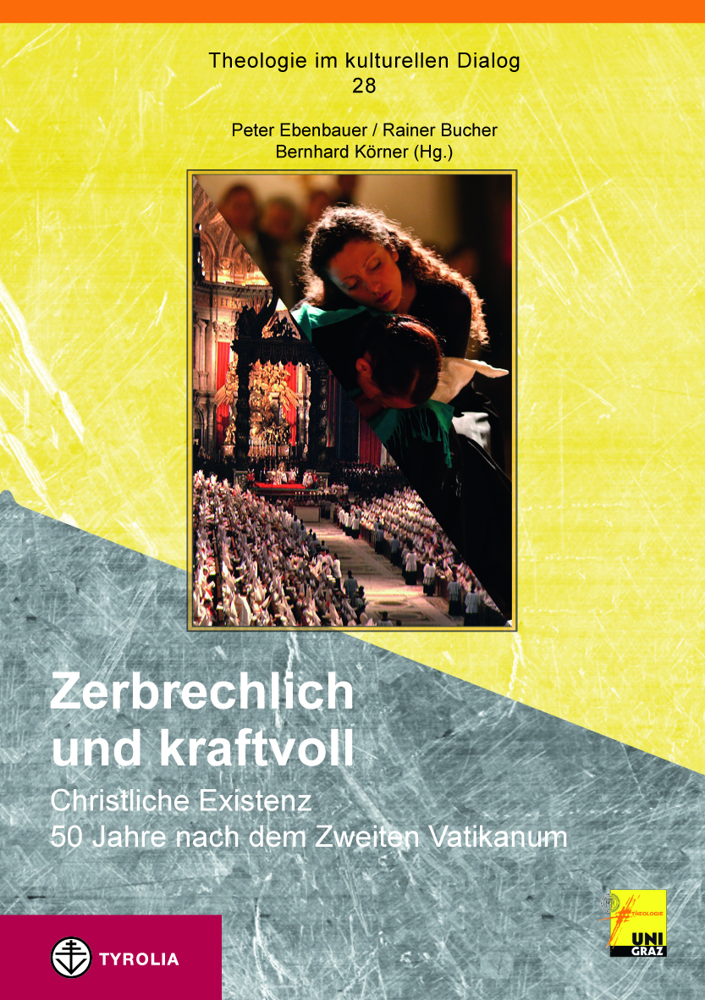 Theologie im kulturellen Dialog
28
Peter Ebenbauer / Rainer Bucher
Bernhard Körner (Hg.)
Zerbrechlich
und kraftvoll
Christliche Existenz
50 Jahre nach dem Zweiten Vatikanum
THEOLOGIE
UNI
GRAZ
TYROLIA